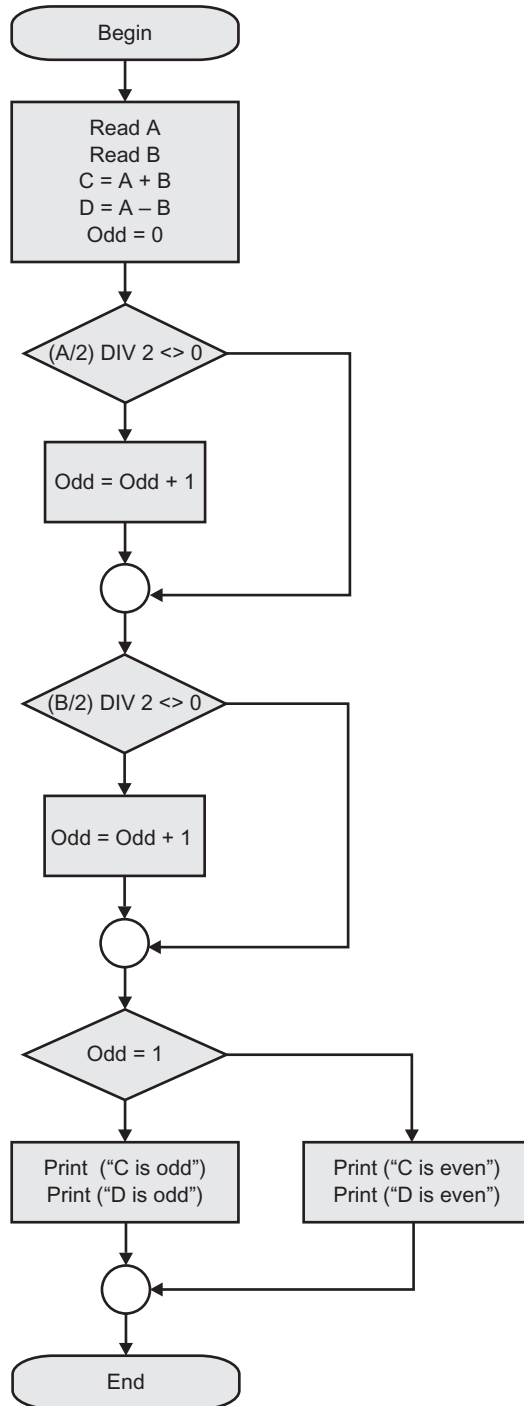 Begin
Read A
Read B
C = A + B
D = A – B
Odd = 0
(A/2) DIV 2 <> 0
Odd = Odd + 1
(B/2) DIV 2 <> 0
Odd = Odd + 1
Odd = 1
Print (“C is odd”)
Print (“D is odd”)
Print (“C is even”)
Print (“D is even”)
End